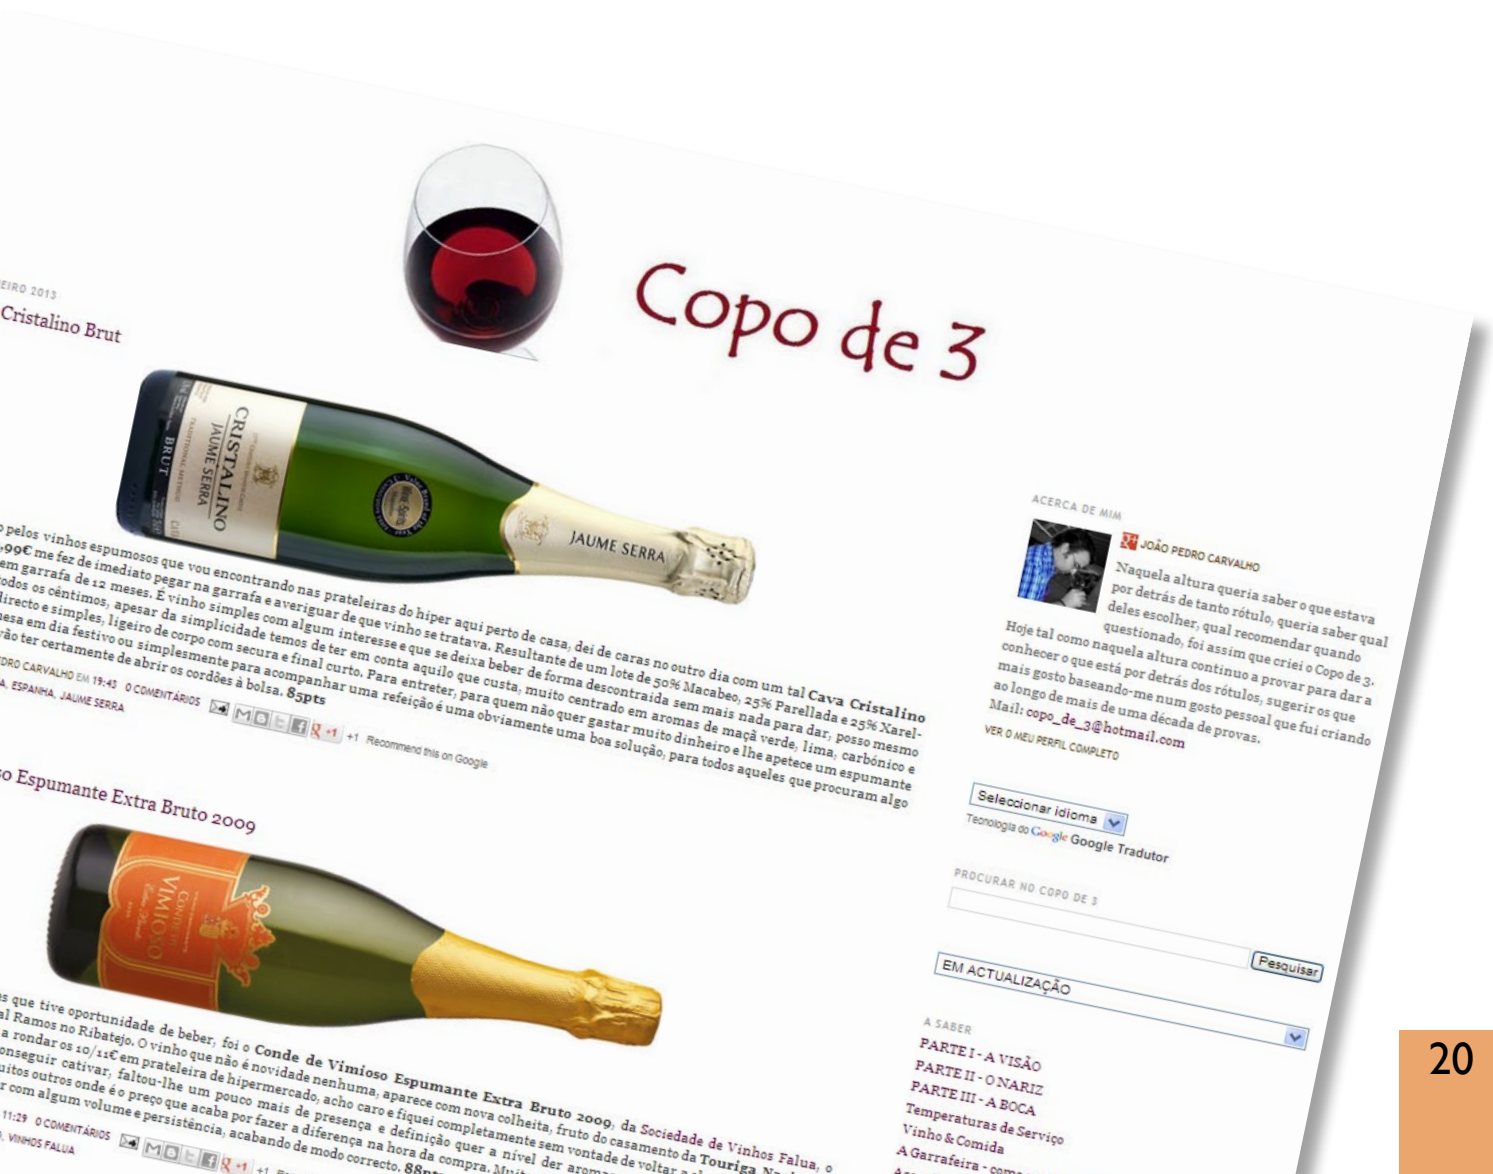 Copo de 3
EIRO 2013
Cristalino Brut
CRISTALINO
JAUME SERRA
BRUT
TRADITIONAL METHOD
JAUME SERRA
pelos vinhos espumosos que vou encontrando nas prateleiras do hiper aqui perto de casa, dei de caras no outro dia com um tal Cava Cristalino
,99€ me fez de imediato pegar na garrafa e averiguar de que vinho se tratava. Resultante de um lote de 50% Macabeo, 25% Parellada e 25% Xarel-
em garrafa de 12 meses. É vinho simples com algum interesse e que se deixa beber de forma descontraida sem mais nada para dar, posso mesmo
todos os cêntimos, apesar da simplicidade temos de ter em conta aquilo que custa, muito centrado em aromas de maçã verde, lima, carbónico e
directo e simples, ligeiro de corpo com secura e final curto. Para entreter, para quem não quer gastar muito dinheiro e lhe apetece um espumante
mesa em dia festivo ou simplesmente para acompanhar uma refeição é uma obviamente uma boa solução, para todos aqueles que procuram algo
vão ter certamente de abrir os cordões à bolsa. 85pts
DRO CARVALHO EM 19:43 0 COMENTÁRIOS
A, ESPANHA, JAUME SERRA
+1 Recommend this on Google
so Espumante Extra Bruto 2009
CONDE DE
VIMIOSO
s que tive oportunidade de beber, foi o Conde de Vimioso Espumante Extra Bruto 2009, da Sociedade de Vinhos Falua, o
al Ramos no Ribatejo. O vinho que não é novidade nenhuma, aparece com nova colheita, fruto do casamento da Touriga
a rondar os 10/11€ em prateleira de hipermercado, acho caro e fiquei completamente sem vontade de voltar a
onseguir cativar, faltou-lhe um pouco mais de presença e definição quer a nível der
uitos outros onde é o preço que acaba por fazer a diferença na hora da compra.
r com algum volume e persistência, acabando de modo correcto. 88
11:29 0 COMENTÁRIOS
, VINHOS FALUA
+1
ACERCA DE MIM
JOÃO PEDRO CARVALHO
Naquela altura queria saber o que estava
por detrás de tanto rótulo, queria saber qual
deles escolher, qual recomendar quando
questionado, foi assim que criei o Copo de 3.
Hoje tal como naquela altura continuo a provar para dar a
conhecer o que está por detrás dos rótulos, sugerir os que
mais gosto baseando-me num gosto pessoal que fui criando
ao longo de mais de uma década de provas.
Mail: copo_de_3@hotmail.com
VER O MEU PERFIL COMPLETO
Seleccionar idioma
Tecnologia do Google Google Tradutor
PROCURAR NO COPO DE 3
Pesquisar
EM ACTUALIZAÇÃO
A SABER
PARTE I - A VISÃO
PARTE II - O NARIZ
PARTE III - A BOCA
Temperaturas de Serviço
Vinho & Comida
A Garrafeira -
20